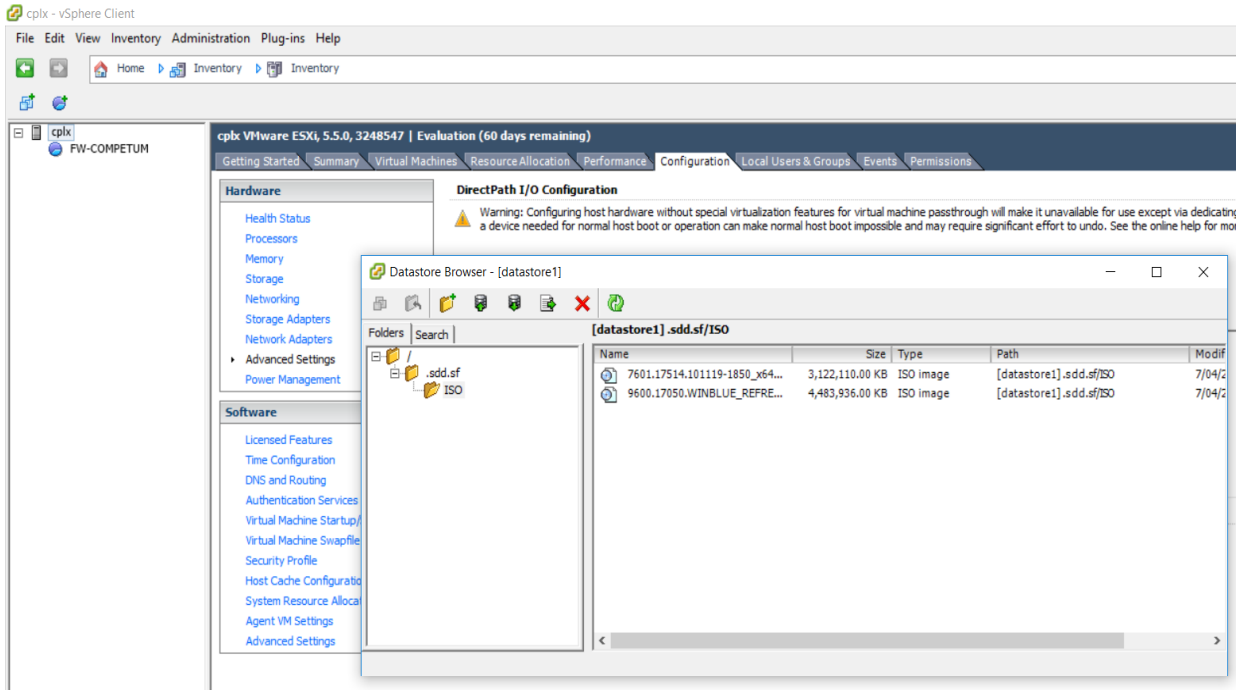 cplx - vSphere Client
File Edit View Inventory Administration Plug-ins Help
Home Inventory Inventory
cplx
FW-COMPETUM
cplx VMware ESXi, 5.5.0, 3248547 | Evaluation (60 days remaining)
Getting Started Summary Virtual Machines Resource Allocation Performance Configuration Local Users & Groups Events Permissions
Hardware
Health Status
Processors
Memory
Storage
Networking
Storage Adapters
Network Adapters
Advanced Settings
Power Management
Software
Licensed Features
Time Configuration
DNS and Routing
Authentication Services
Virtual Machine Startup/
Virtual Machine Swapfile
Security Profile
Host Cache Configuratio
System Resource Allocat
Agent VM Settings
Advanced Settings
DirectPath I/O Configuration
Warning: Configuring host hardware without special virtualization features for virtual machine passthrough will make it unavailable for use except via dedicating
a device needed for normal host boot or operation can make normal host boot impossible and may require significant effort to undo. See the online help for mor
Datastore Browser - [datastore1]
Folders Search
/
.sdd.sf
ISO
[datastore1] .sdd.sf/ISO
Name Size Type Path Modif
7601.17514.101119-1850_x64... 3,122,110.00 KB ISO image [datastore1].sdd.sf/ISO 7/04/2
9600.17050.WINBLUE_REFRE... 4,483,936.00 KB ISO image [datastore1].sdd.sf/ISO 7/04/2